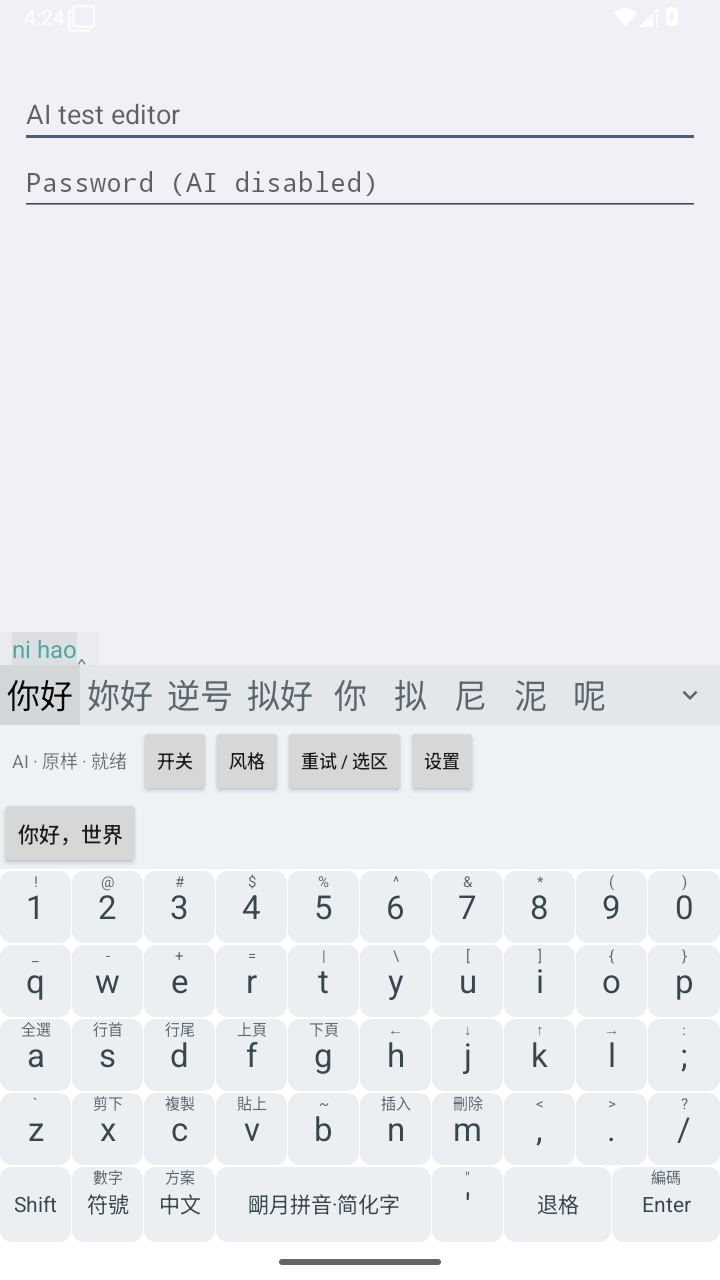 4:24
AI test editor
Password (AI disabled)
ni hao‸
你好 妳好 逆号 拟好 你 拟 尼 泥 呢
AI · 原样 · 就绪 开关 风格 重试 / 选区 设置
你好，世界
! @ # $ % ^ & * ( )
1 2 3 4 5 6 7 8 9 0
_ - + = | \ [ ] { }
q w e r t y u i o p
全選 行首 行尾 上頁 下頁 ← ↓ ↑ → :
a s d f g h j k l ;
` 剪下 複製 貼上 ~ 插入 刪除 < > ?
z x c v b n m , . /
數字 方案 " 編碼
Shift 符號 中文 朙月拼音·简化字 ' 退格 Enter